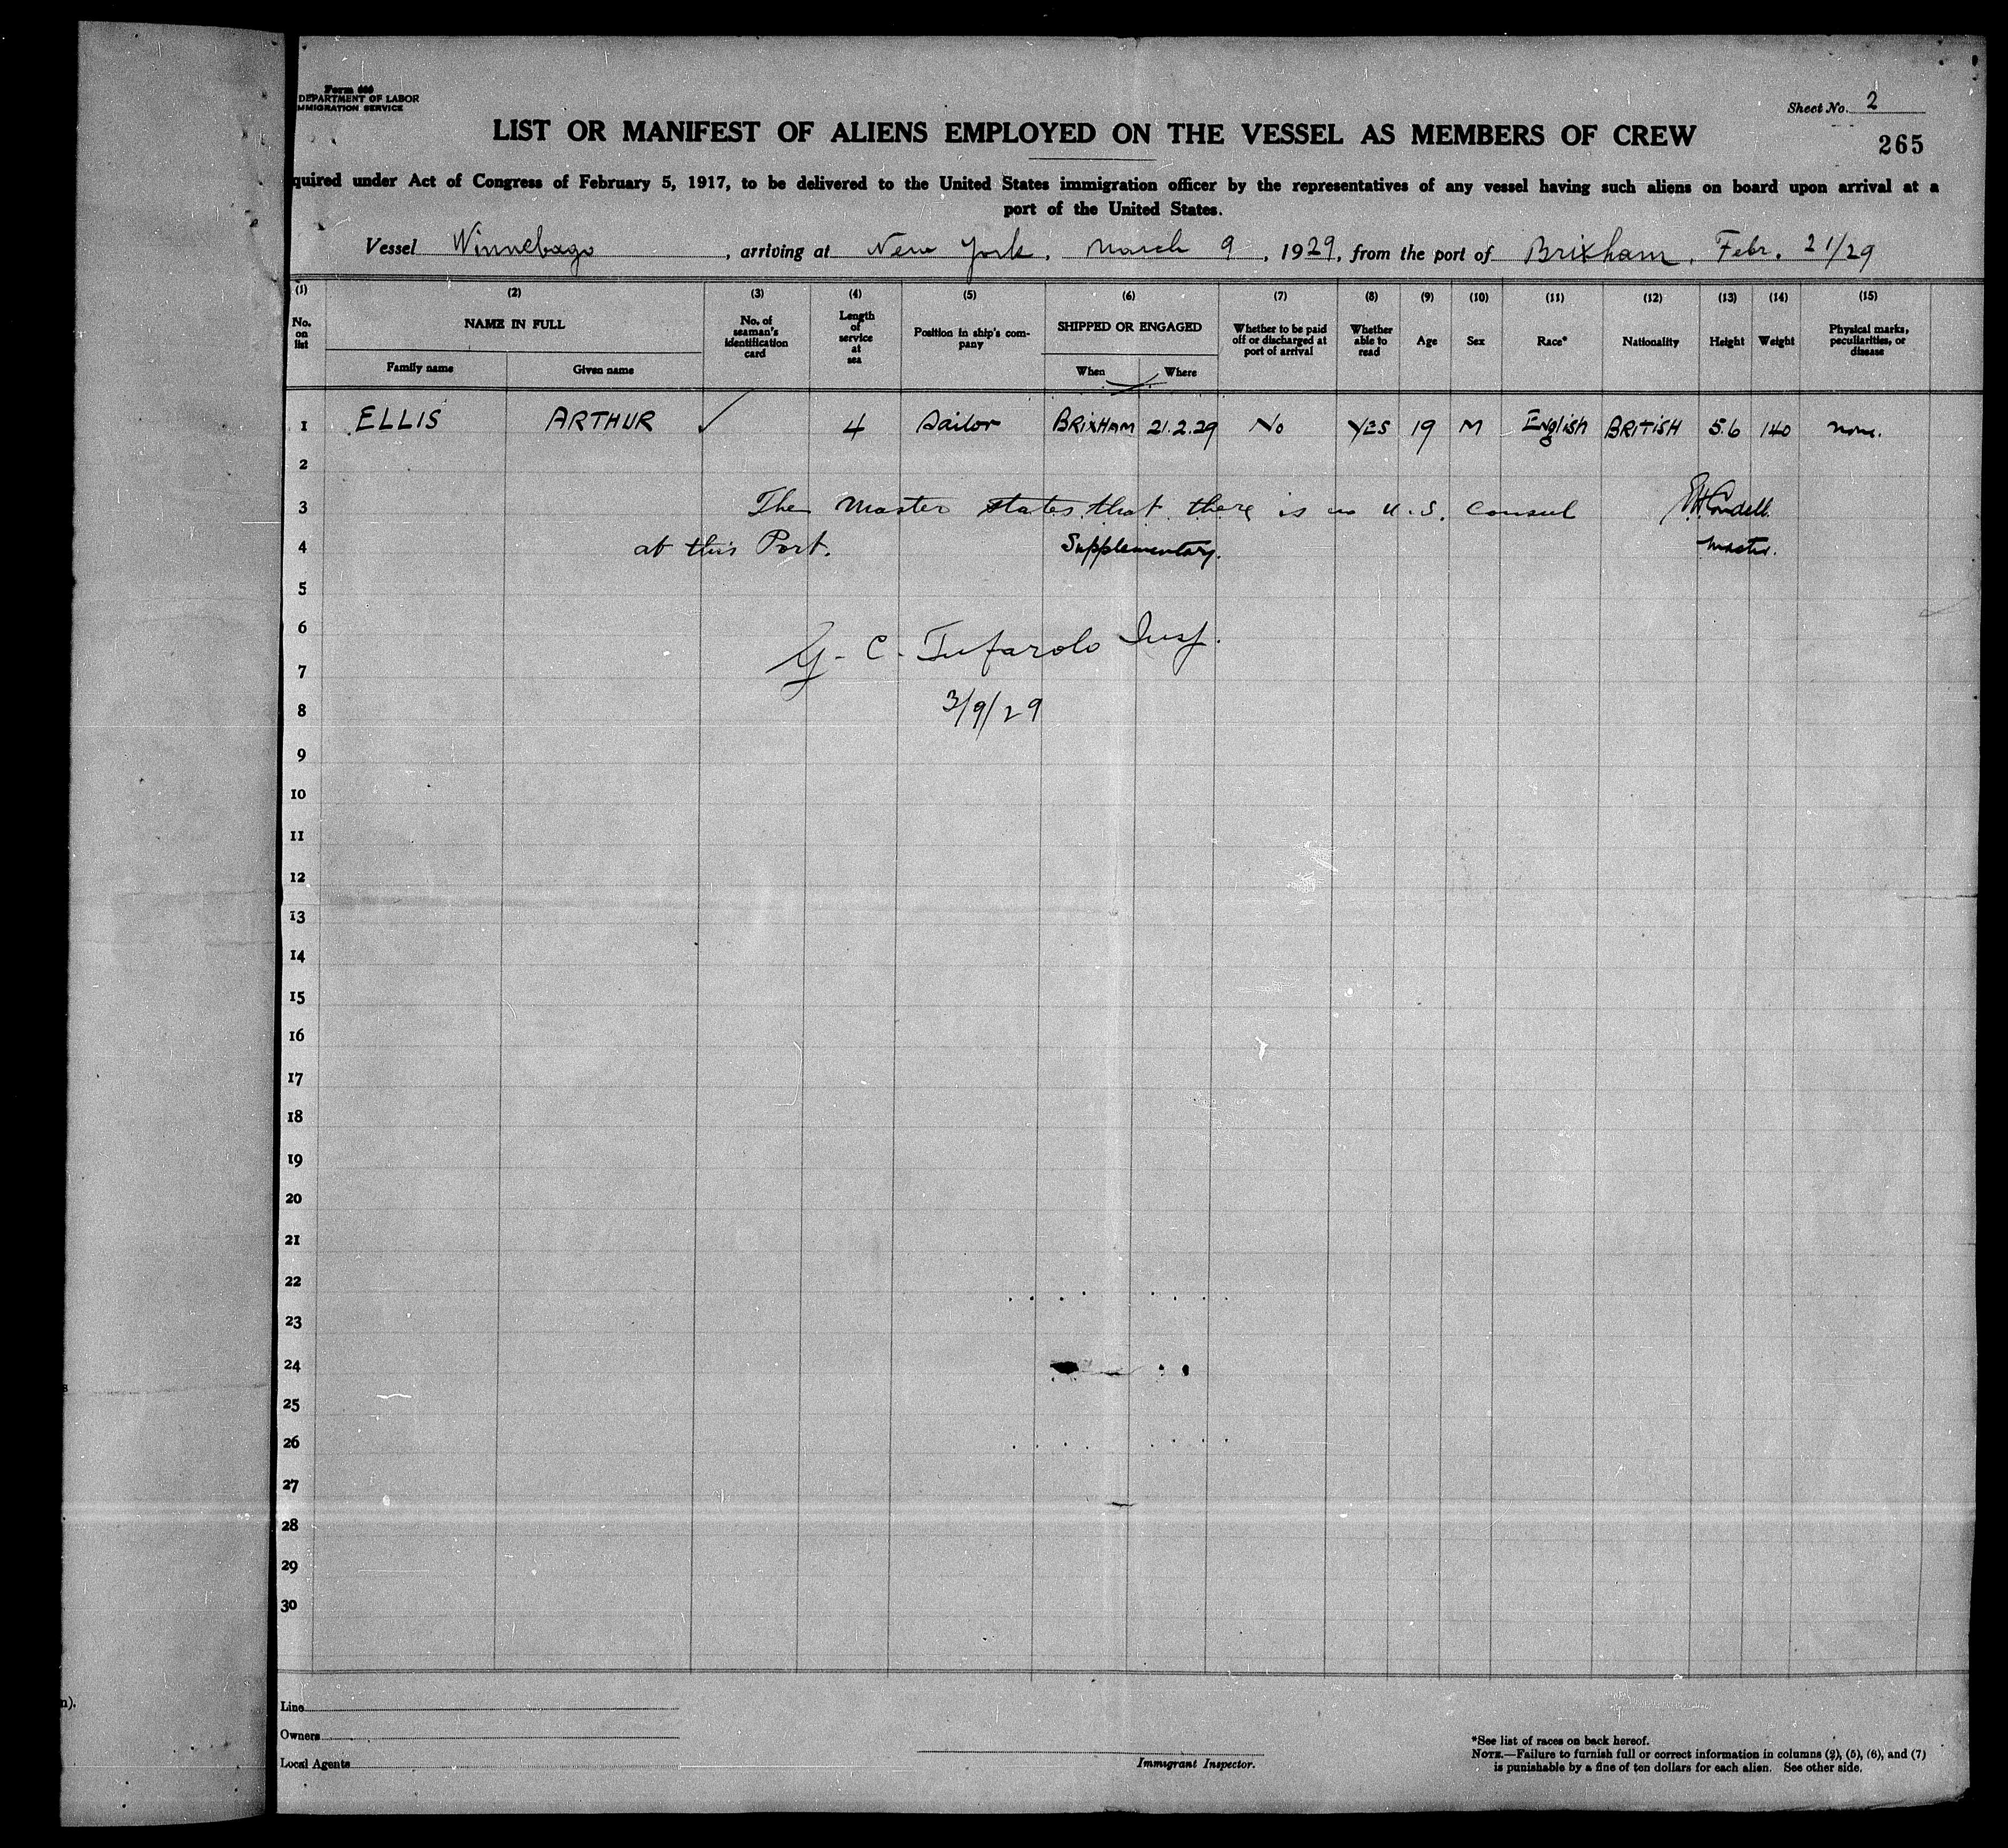 DEPARTMENT OF LABOR
MMIGRATION SERVICE
Sheet No. 2
LIST OR MANIFEST OF ALIENS EMPLOYED ON THE VESSEL AS MEMBERS OF CREW
265
quired under Act of Congress of February 5, 1917, to be delivered to the United States immigration officer by the representatives of any vessel having such aliens on board upon arrival at a
port of the United States.
Vessel Winnebago, arriving at New York, March 9, 1929, from the port of Brixham, Febr. 21/29
(1) (2) (3) (4) (5) (6) (7) (8) (9) (10) (11) (12) (13) (14) (15)
No. on list
NAME IN FULL
Family name
Given name
No. of seaman's identification card
Length of service at sea
Position in ship's company
SHIPPED OR ENGAGED
When
Where
Whether to be paid off or discharged at port of arrival
Whether able to read
Age
Sex
Race*
Nationality
Height
Weight
Physical marks, peculiarities, or disease
1 ELLIS ARTHUR ✓ 4 Sailor BRIXHAM 21.2.29 No YES 19 M English BRITISH 5.6 140 none.
2
3 The Master states that there is no U.S. Consul
4 at this Port. Supplementary. Master.
5
6
G. C. Tufarolo Insp.
7
8 3/9/29
9
10
11
12
13
14
15
16
17
18
19
20
21
22
23
24
25
26
27
28
29
30
Line
Owners
Local Agents
Immigrant Inspector.
*See list of races on back hereof.
NOTE.—Failure to furnish full or correct information in columns (2), (5), (6), and (7)
is punishable by a fine of ten dollars for each alien. See other side.
n).